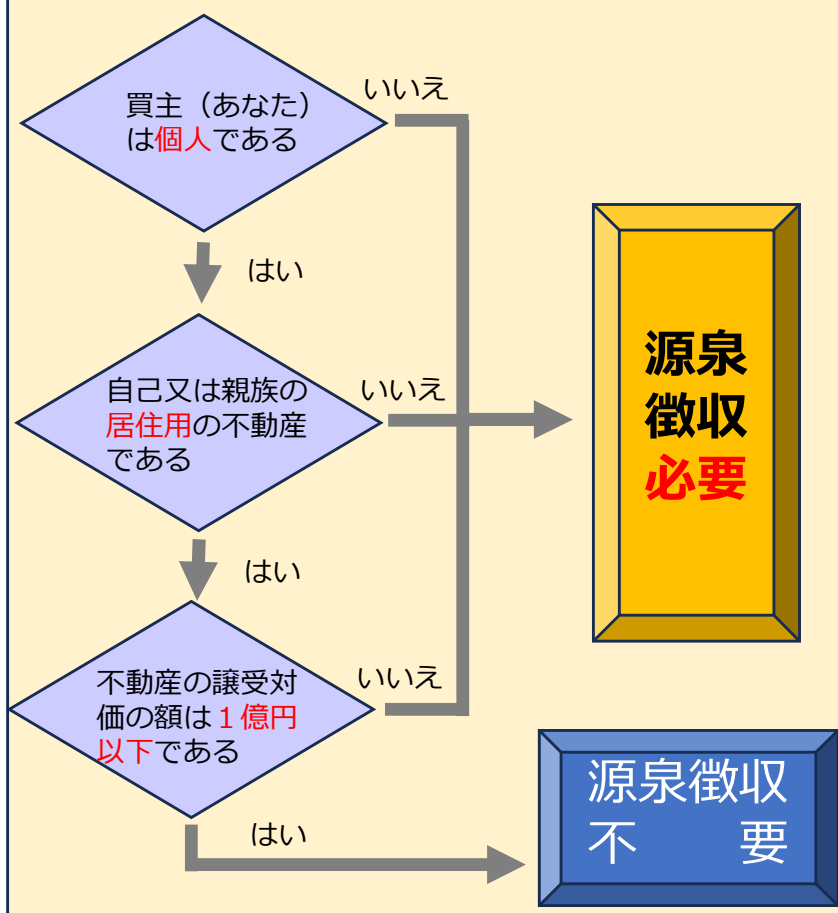 買主（あなた）
は個人である
いいえ
はい
自己又は親族の
居住用の不動産
である
いいえ
はい
不動産の譲受対
価の額は１億円
以下である
いいえ
はい
源泉
徴収
必要
源泉徴収
不　　要